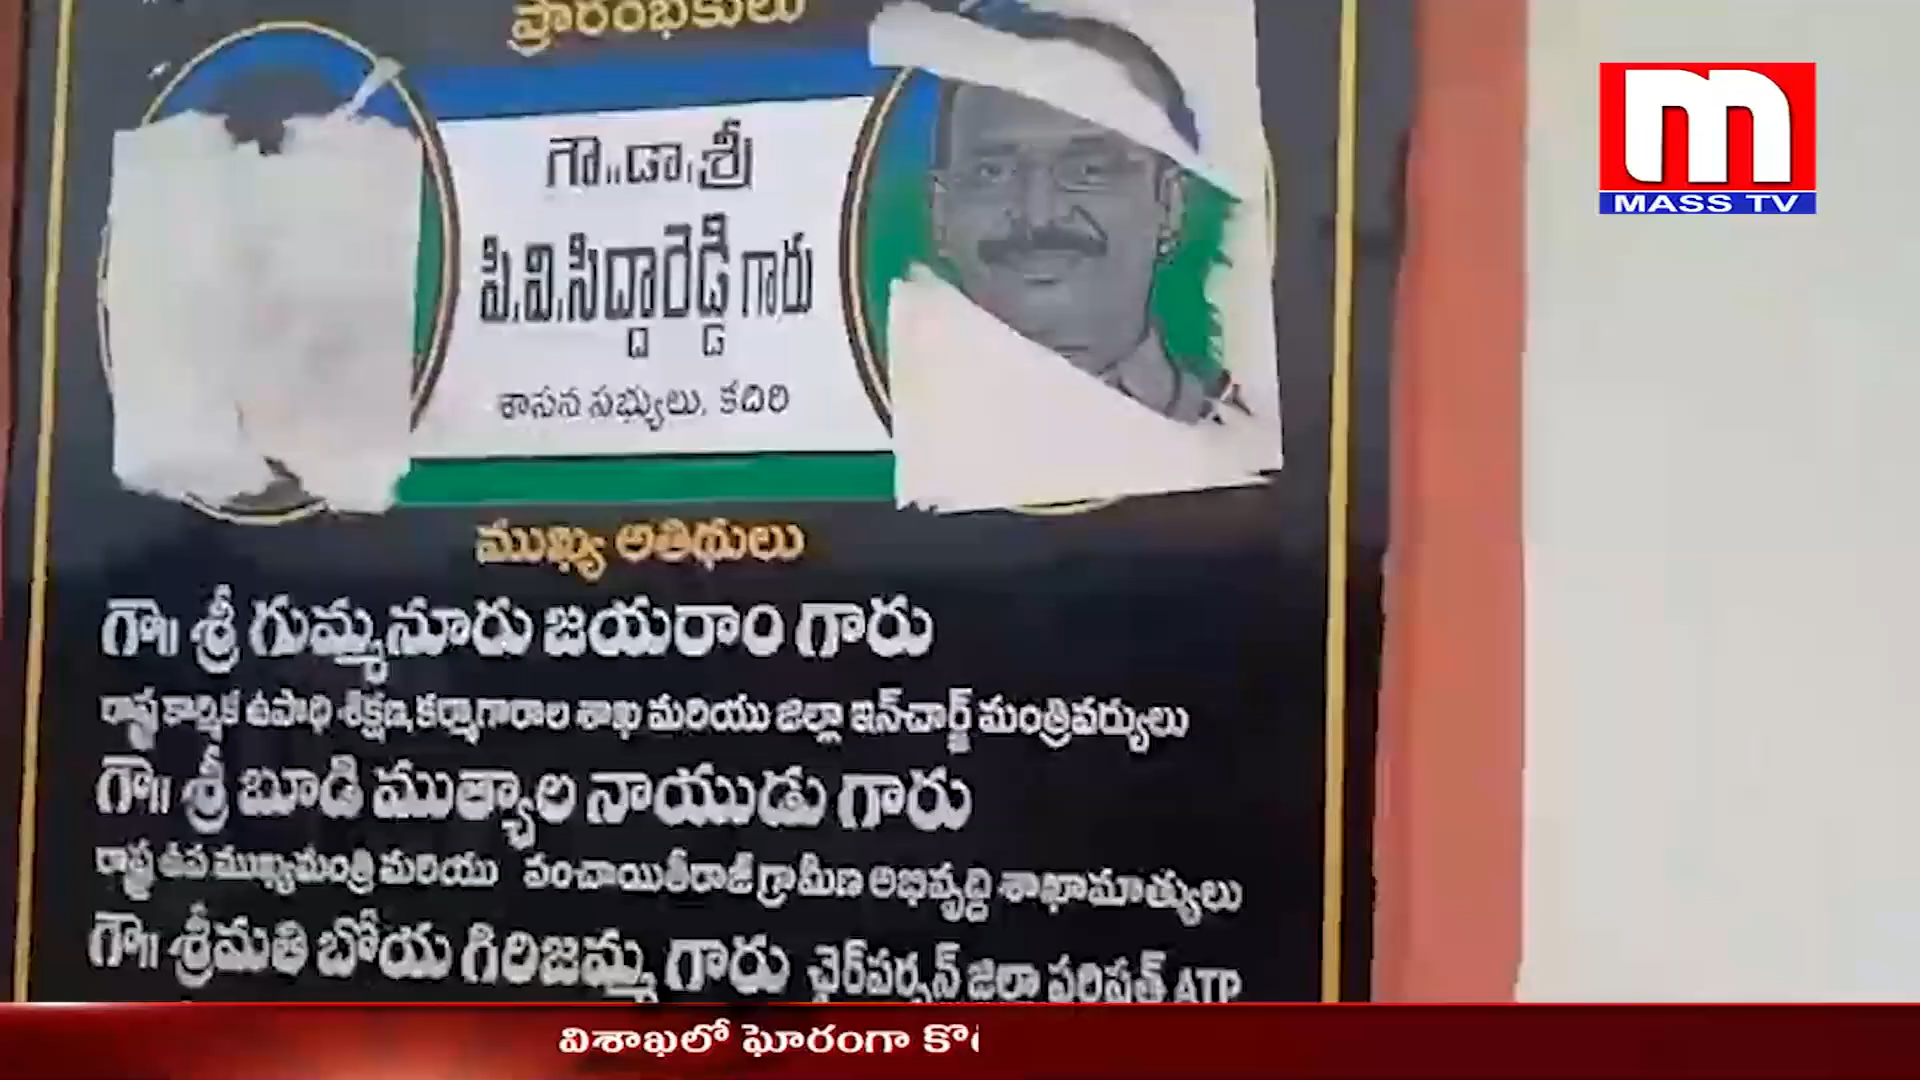 ప్రారంభకులు
గౌ..డా.శ్రీ
పి.వి.సిద్దారెడ్డి గారు
శాసన సభ్యులు, కదిరి
ముఖ్య అతిథులు
గౌ॥ శ్రీ గుమ్మనూరు జయరాం గారు
రాష్ట్ర కార్మిక ఉపాధి శిక్షణ,కర్మాగారాల శాఖ మరియు జిల్లా ఇన్‌చార్జ్ మంత్రివర్యులు
గౌ॥ శ్రీ బూడి ముత్యాల నాయుడు గారు
రాష్ట్ర ఉప ముఖ్యమంత్రి మరియు పంచాయితీరాజ్ గ్రామీణ అభివృద్ది శాఖామాత్యులు
గౌ॥ శ్రీమతి బోయ గిరిజమ్మ గారు చైర్‌పర్సన్ జిల్లా పరిషత్ ATP
MASS TV
విశాఖలో ఘోరంగా